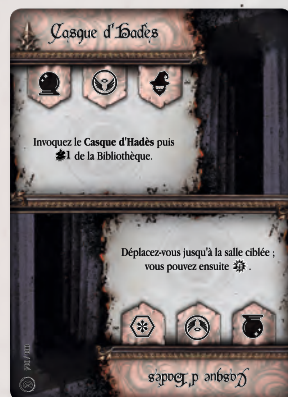 Casque d'Hadès
Invoquez le Casque d'Hadès puis
1 de la Bibliothèque.
Déplacez-vous jusqu'à la salle ciblée ;
vous pouvez ensuite .
Casque d'Hadès